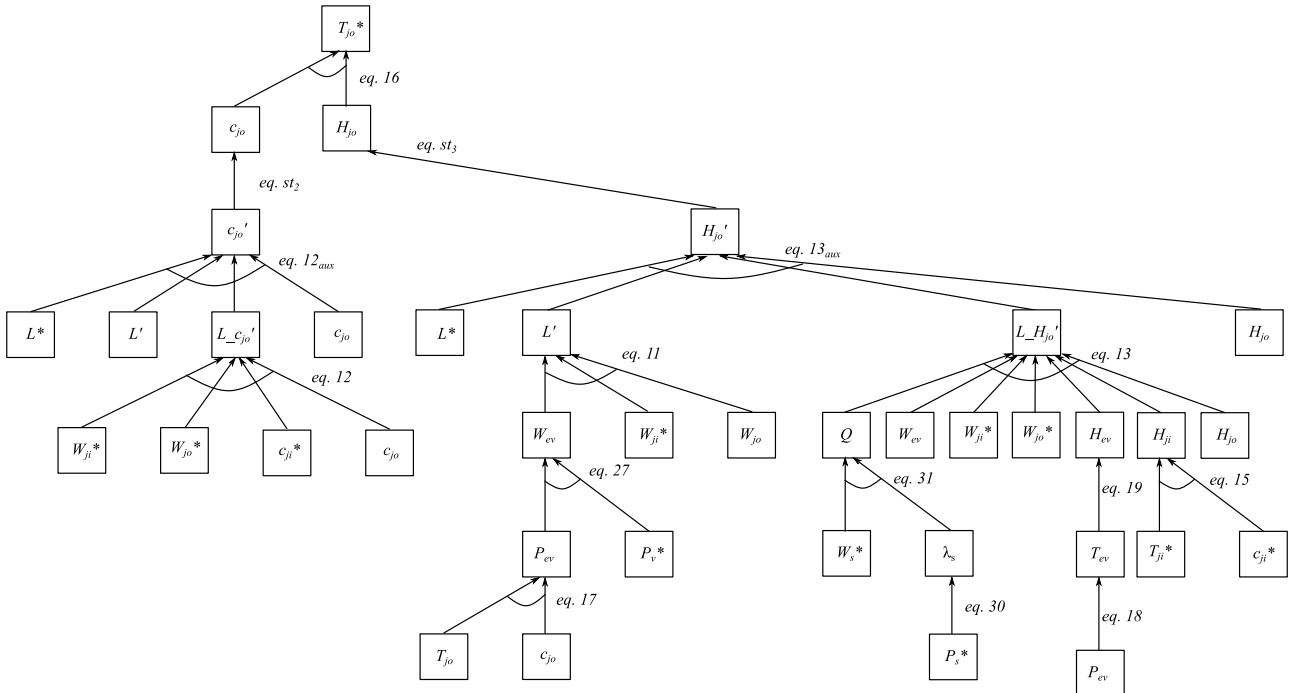 T_jo*
eq. 16
c_jo
H_jo
eq. st_3
eq. st_2
c_jo'
H_jo'
eq. 12_aux
eq. 13_aux
L*
L'
L_c_jo'
c_jo
L*
L'
L_H_jo'
H_jo
eq. 12
eq. 11
eq. 13
W_ji*
W_jo*
c_ji*
c_jo
W_ev
W_ji*
W_jo
Q
W_ev
W_ji*
W_jo*
H_ev
H_ji
H_jo
eq. 27
eq. 31
eq. 19
eq. 15
P_ev
P_v*
W_s*
λ_s
T_ev
T_ji*
c_ji*
eq. 17
eq. 30
eq. 18
T_jo
c_jo
P_s*
P_ev